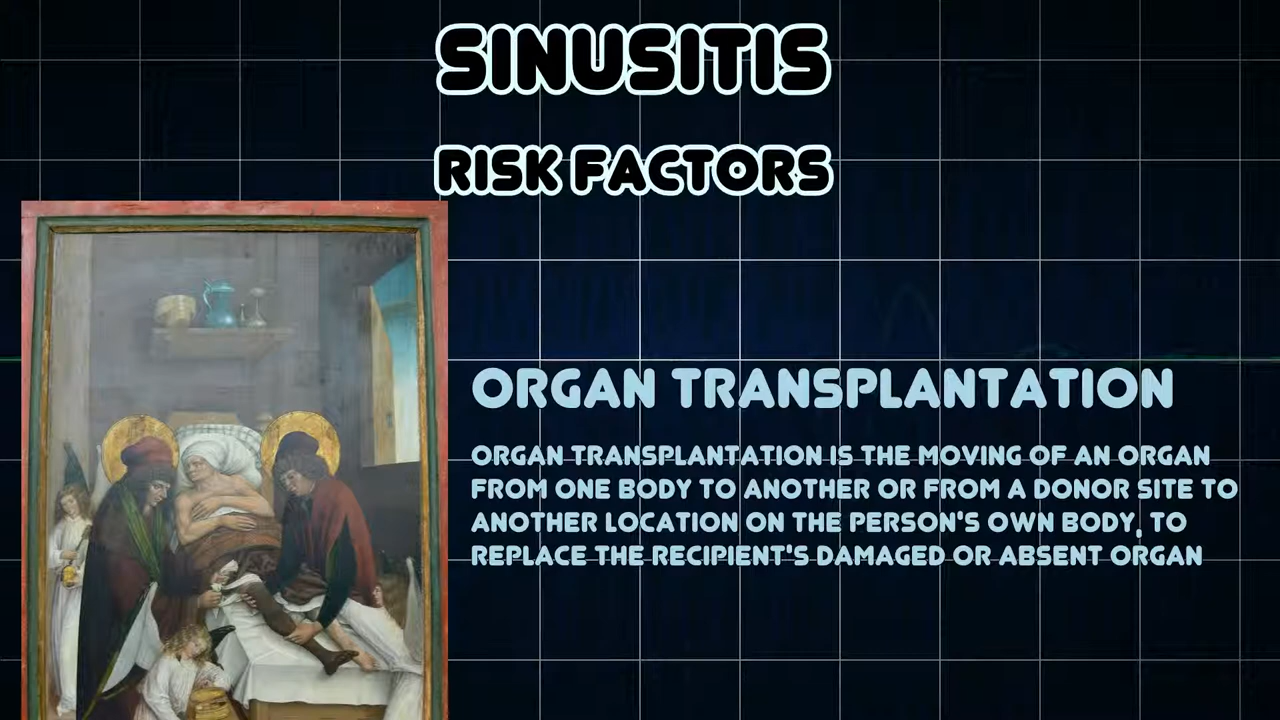 SINUSITIS
RISK FACTORS
ORGAN TRANSPLANTATION
ORGAN TRANSPLANTATION IS THE MOVING OF AN ORGAN
FROM ONE BODY TO ANOTHER OR FROM A DONOR SITE TO
ANOTHER LOCATION ON THE PERSON'S OWN BODY, TO
REPLACE THE RECIPIENT'S DAMAGED OR ABSENT ORGAN